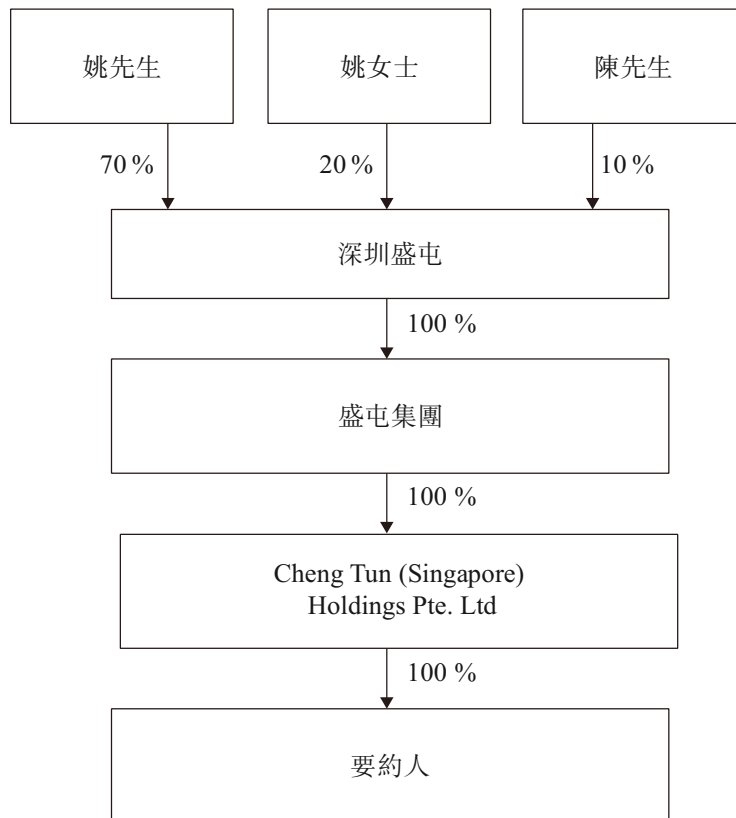 姚先生
姚女士
陳先生
70 %
20 %
10 %
深圳盛屯
100 %
盛屯集團
100 %
Cheng Tun (Singapore)
Holdings Pte. Ltd
100 %
要約人